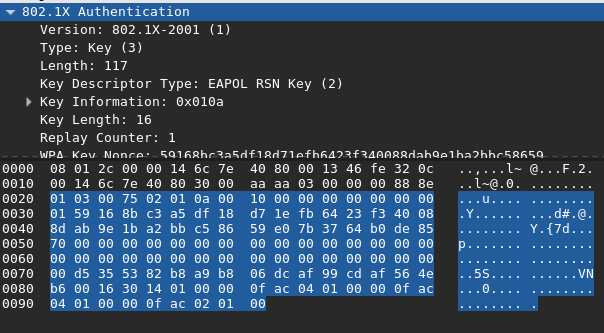 802.1X Authentication
Version: 802.1X-2001 (1)
Type: Key (3)
Length: 117
Key Descriptor Type: EAPOL RSN Key (2)
Key Information: 0x010a
Key Length: 16
Replay Counter: 1
WPA Key Nonce: 59168bc3a5df18d71efb6423f340088dab9e1ba2bbc58659
0000 08 01 2c 00 00 14 6c 7e 40 80 00 13 46 fe 32 0c ..,...l~ @...F.2.
0010 00 14 6c 7e 40 80 30 00 aa aa 03 00 00 00 88 8e ..l~@.0. ........
0020 01 03 00 75 02 01 0a 00 10 00 00 00 00 00 00 00 ...u.... ........
0030 01 59 16 8b c3 a5 df 18 d7 1e fb 64 23 f3 40 08 .Y...... ...d#.@.
0040 8d ab 9e 1b a2 bb c5 86 59 e0 7b 37 64 b0 de 85 ........ Y.{7d...
0050 70 00 00 00 00 00 00 00 00 00 00 00 00 00 00 00 p....... ........
0060 00 00 00 00 00 00 00 00 00 00 00 00 00 00 00 00 ........ ........
0070 00 d5 35 53 82 b8 a9 b8 06 dc af 99 cd af 56 4e ..5S.... ......VN
0080 b6 00 16 30 14 01 00 00 0f ac 04 01 00 00 0f ac ...0.... ........
0090 04 01 00 00 0f ac 02 01 00 ........ .